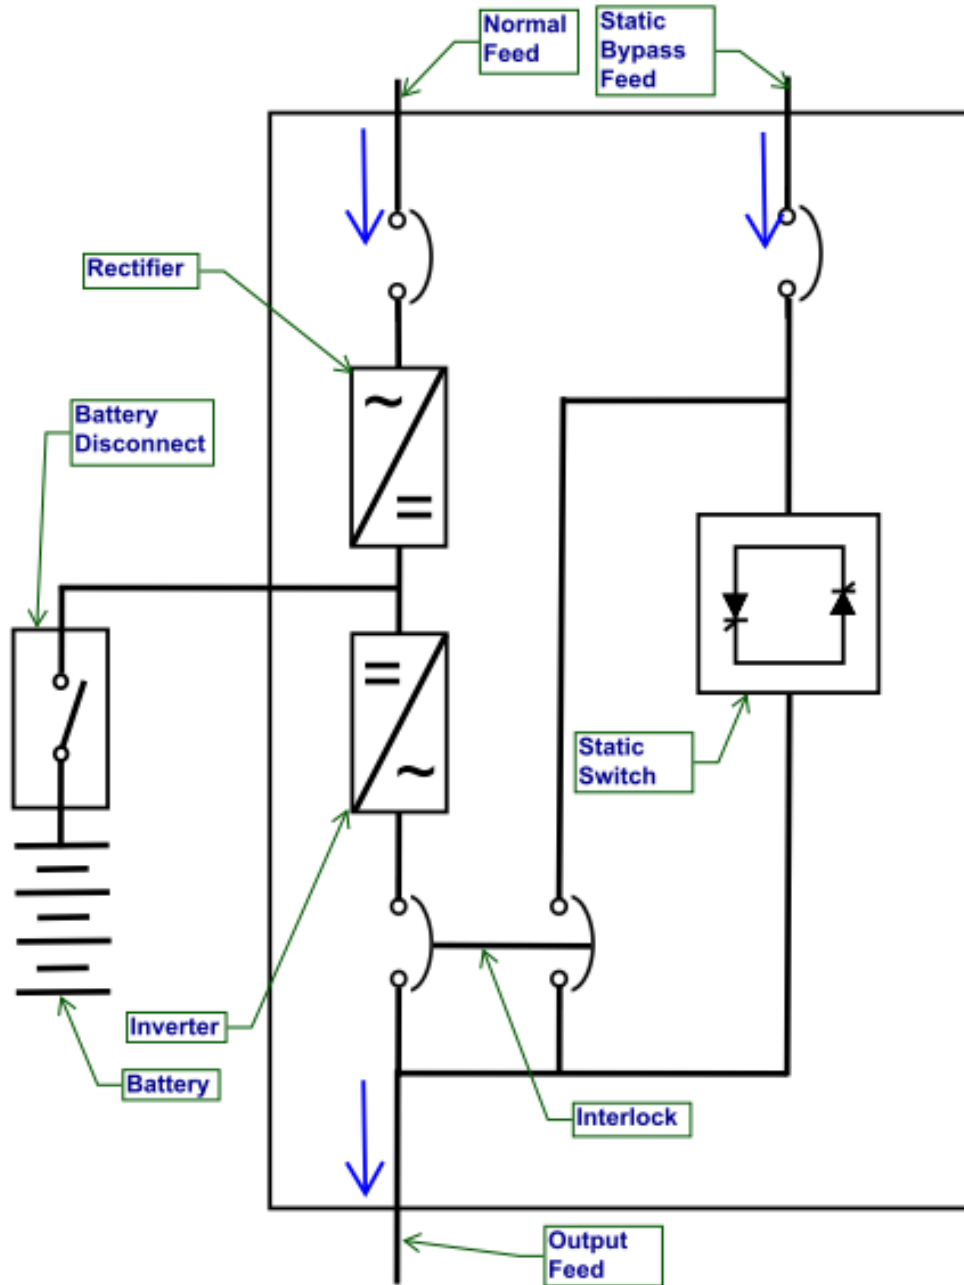 Normal
Feed
Static
Bypass
Feed
Rectifier
Battery
Disconnect
Static
Switch
Inverter
Battery
Interlock
Output
Feed